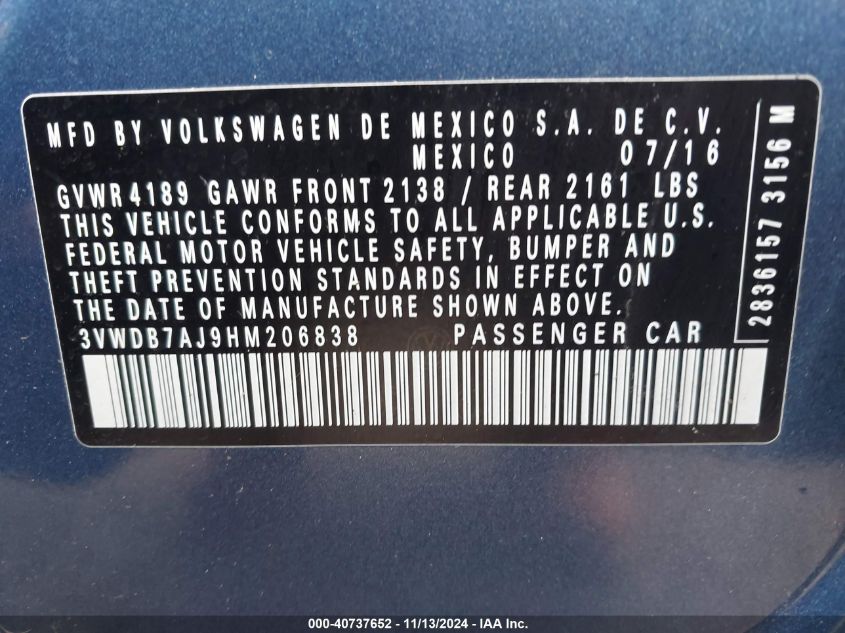 MFD BY VOLKSWAGEN DE MEXICO S.A. DE C.V.
MEXICO 07/16
GVWR 4189 GAWR FRONT 2138 / REAR 2161 LBS
THIS VEHICLE CONFORMS TO ALL APPLICABLE U.S.
FEDERAL MOTOR VEHICLE SAFETY, BUMPER AND
THEFT PREVENTION STANDARDS IN EFFECT ON
THE DATE OF MANUFACTURE SHOWN ABOVE.
3VWDB7AJ9HM206838 PASSENGER CAR
2836157 3156 M
000-40737652 - 11/13/2024 - IAA Inc.